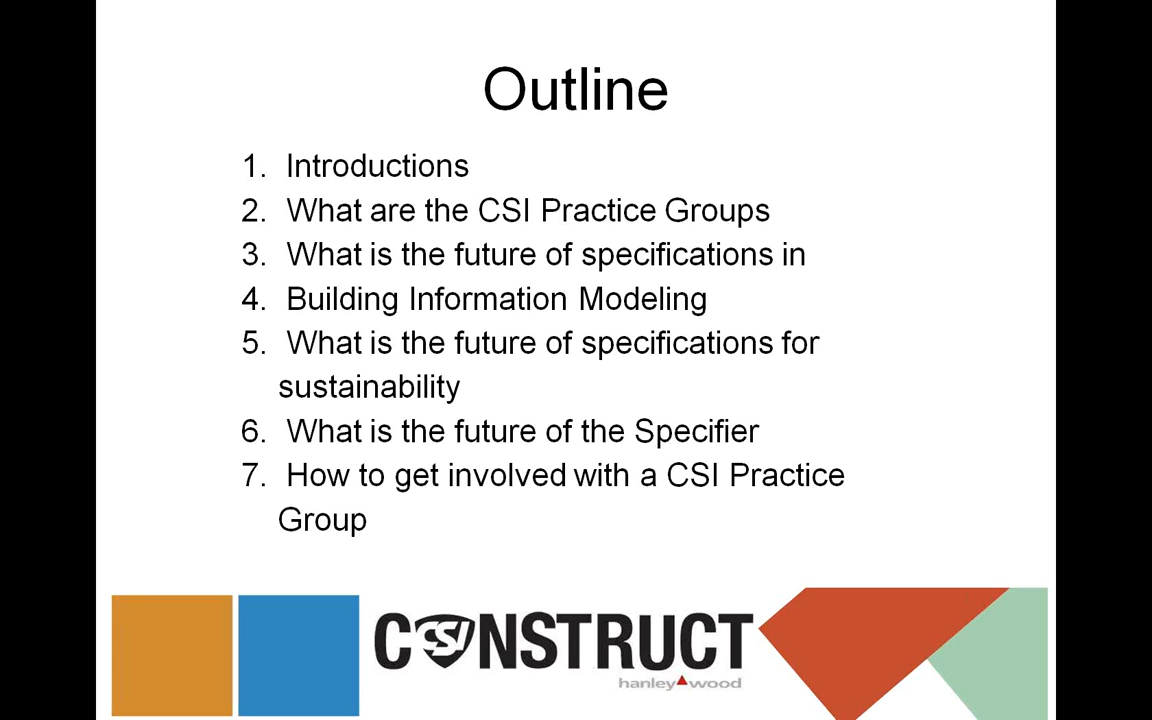 Outline
1. Introductions
2. What are the CSI Practice Groups
3. What is the future of specifications in
4. Building Information Modeling
5. What is the future of specifications for
sustainability
6. What is the future of the Specifier
7. How to get involved with a CSI Practice
Group
CSI
CONSTRUCT
hanley wood